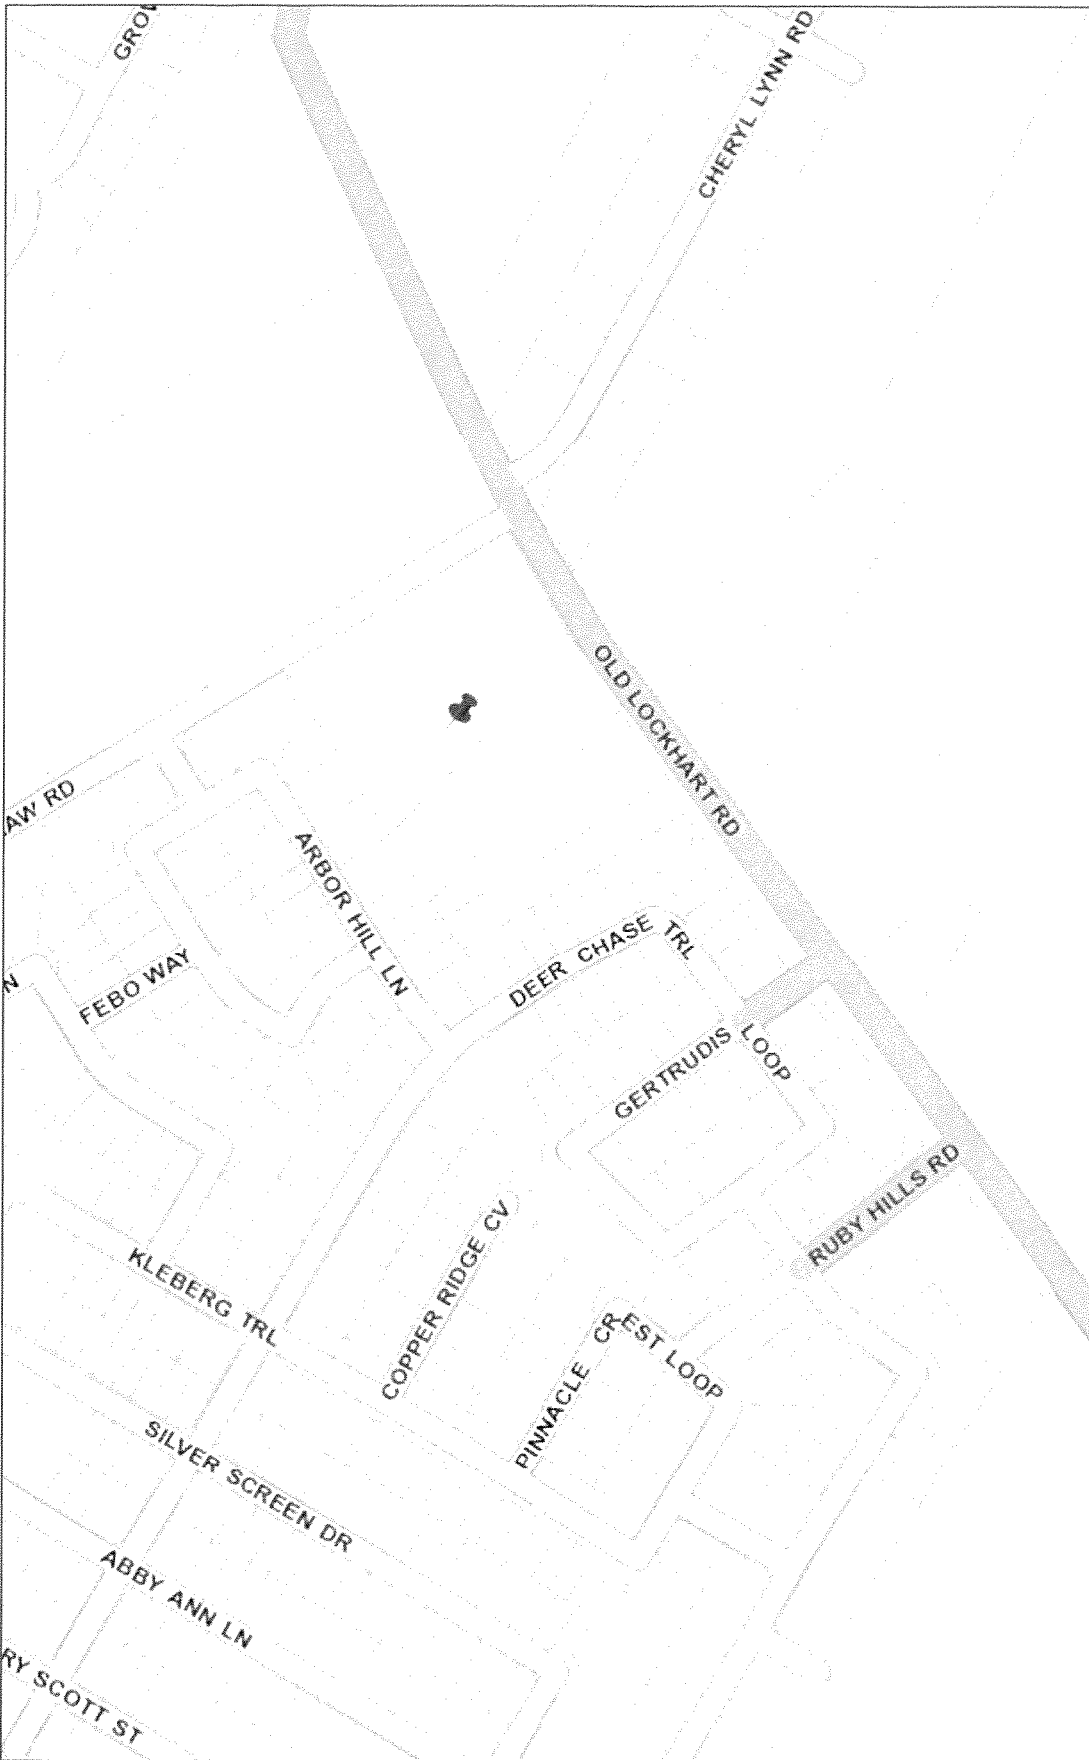 GROV
CHERYL LYNN RD
OLD LOCKHART RD
AW RD
ARBOR HILL LN
DEER CHASE TRL
FEBO WAY
N
GERTRUDIS LOOP
RUBY HILLS RD
COPPER RIDGE CV
KLEBERG TRL
PINNACLE CREST LOOP
SILVER SCREEN DR
ABBY ANN LN
RY SCOTT ST